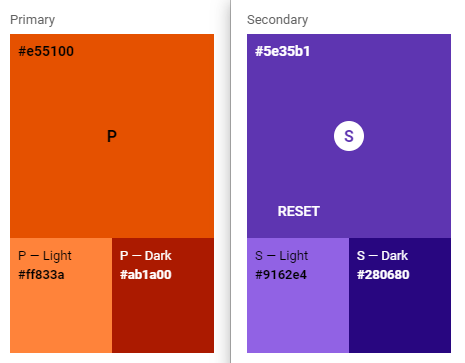 Primary
#e55100
P
P — Light
#ff833a
P — Dark
#ab1a00
Secondary
#5e35b1
S
RESET
S — Light
#9162e4
S — Dark
#280680